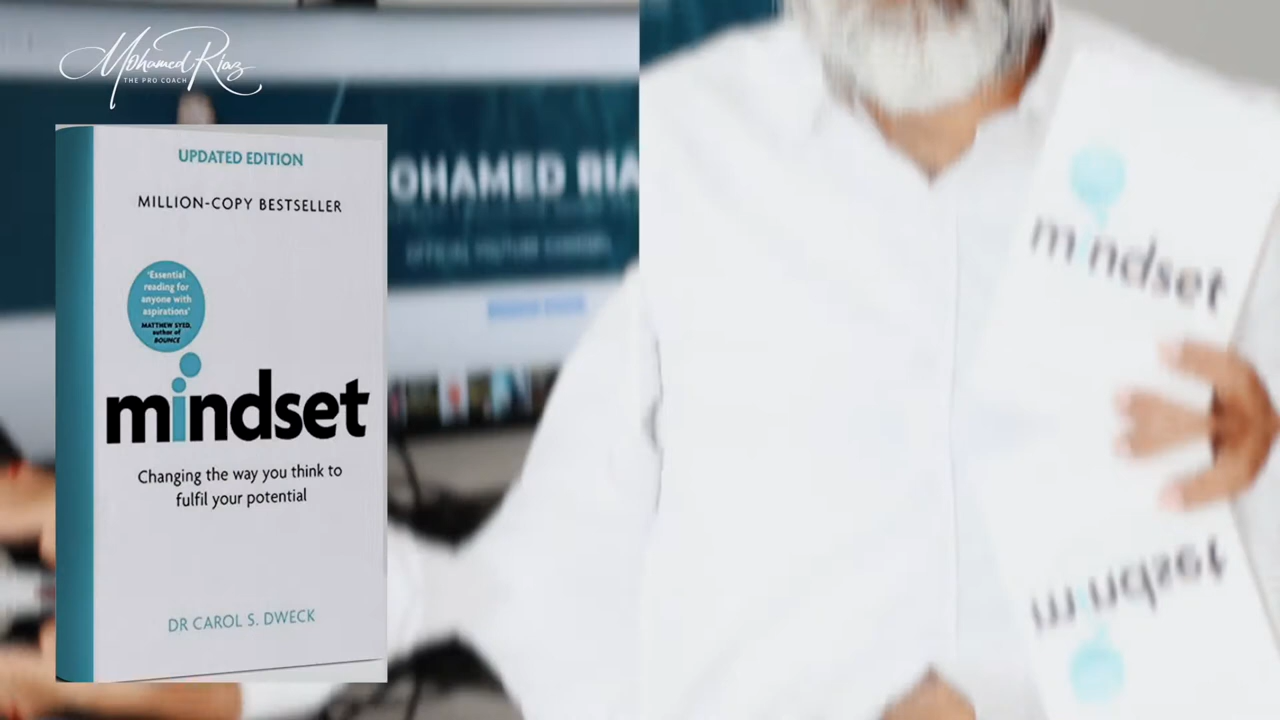 Mohamed RIaz
THE PRO COACH
OHAMED RIA
UPDATED EDITION
MILLION-COPY BESTSELLER
'Essential
reading for
anyone with
aspirations'
MATTHEW SYED,
author of
BOUNCE
mindset
Changing the way you think to
fulfil your potential
DR CAROL S. DWECK
mindset
mindset